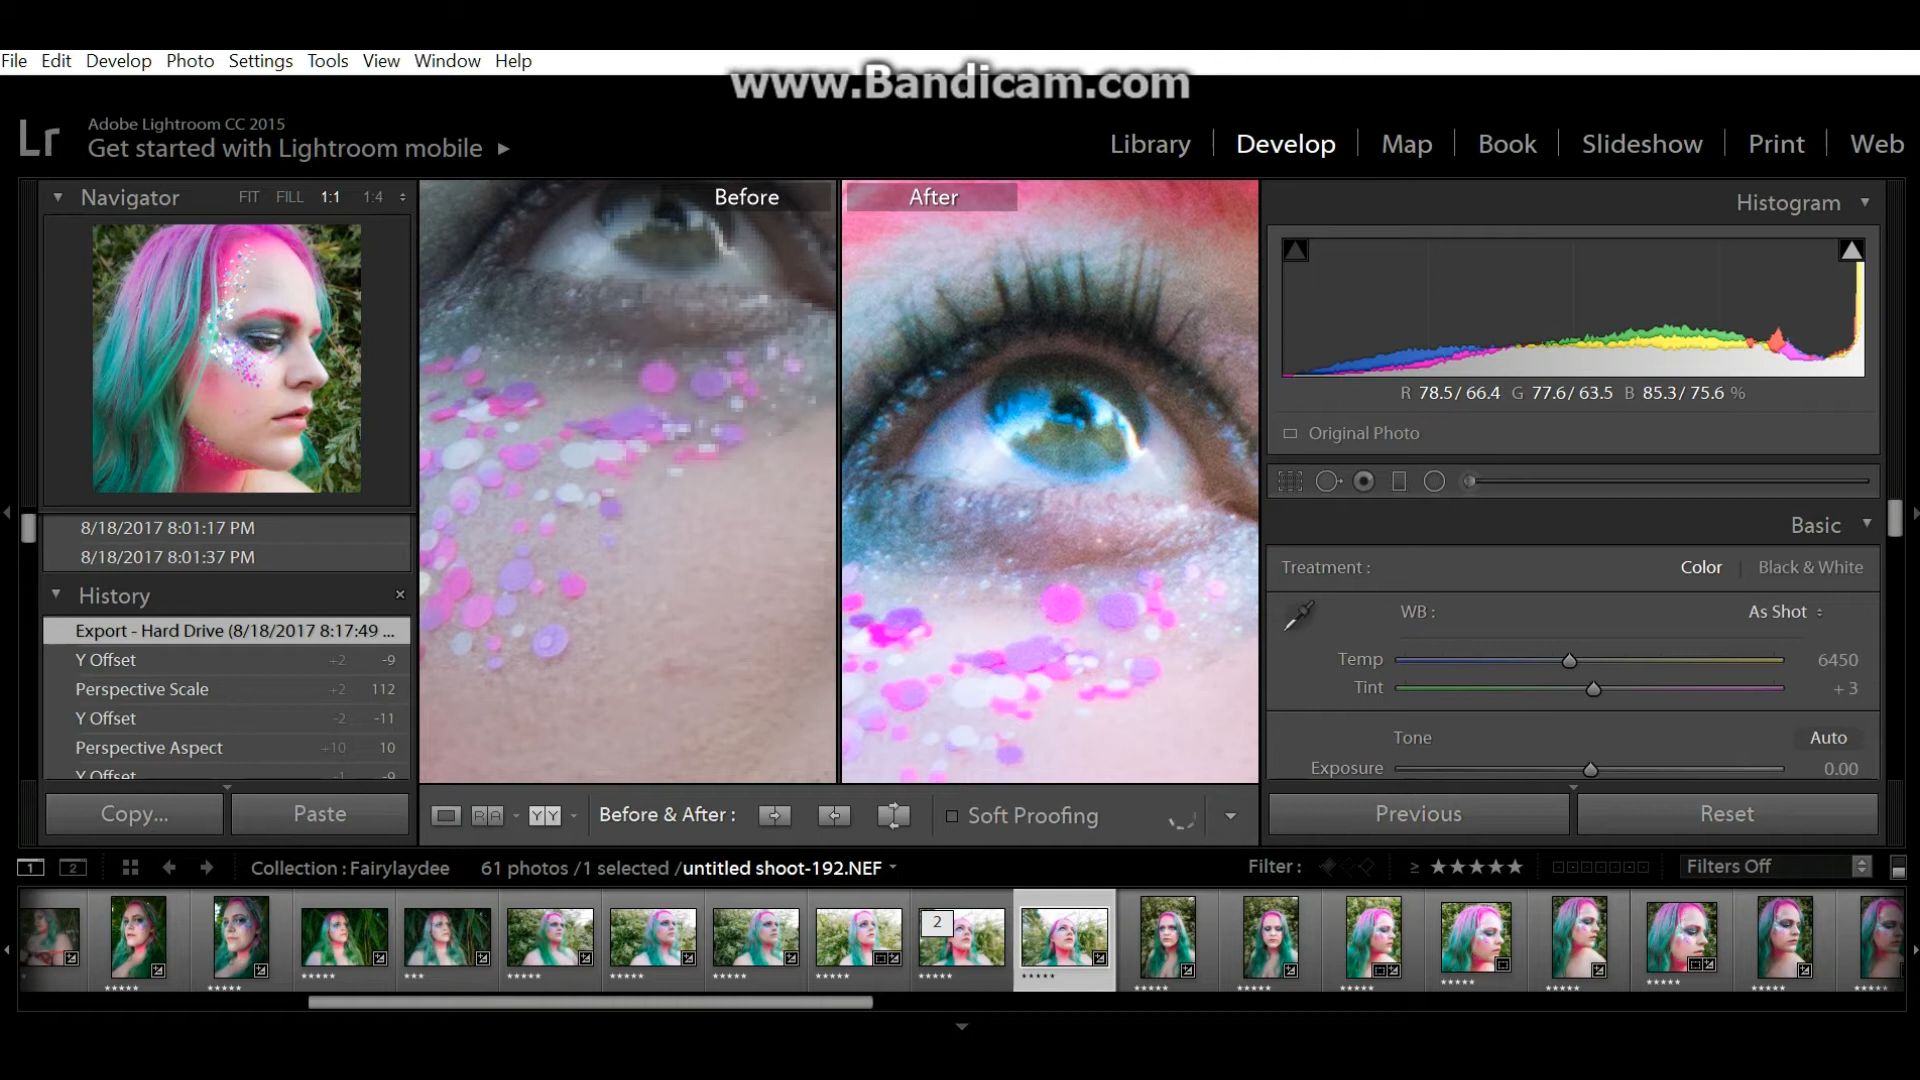 File Edit Develop Photo Settings Tools View Window Help
www.Bandicam.com
Lr
Adobe Lightroom CC 2015
Get started with Lightroom mobile
Library Develop Map Book Slideshow Print Web
Navigator FIT FILL 1:1 1:4
8/18/2017 8:01:17 PM
8/18/2017 8:01:37 PM
History
Export - Hard Drive (8/18/2017 8:17:49 ...
Y Offset +2 -9
Perspective Scale +2 112
Y Offset -2 -11
Perspective Aspect +10 10
Y Offset -1 -9
Copy... Paste
Before After
R A Y Y Before & After : Soft Proofing
Histogram
R 78.5 / 66.4 G 77.6 / 63.5 B 85.3 / 75.6 %
Original Photo
Basic
Treatment : Color Black & White
WB : As Shot
Temp 6450
Tint + 3
Tone Auto
Exposure 0.00
Previous Reset
1 2 Collection : Fairylaydee 61 photos /1 selected /untitled shoot-192.NEF Filter : ≥ ★★★★★ Filters Off
2